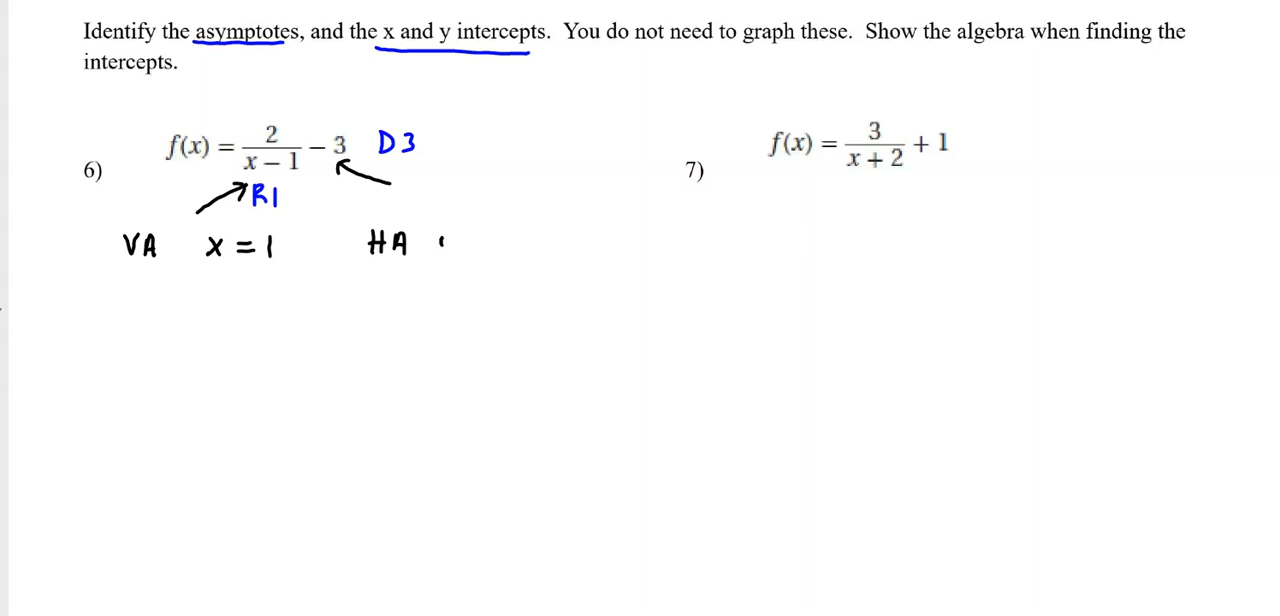 Identify the asymptotes, and the x and y intercepts. You do not need to graph these. Show the algebra when finding the
intercepts.
6) f(x) = 2/(x − 1) − 3 D3
R1
VA x = 1 HA
7) f(x) = 3/(x + 2) + 1